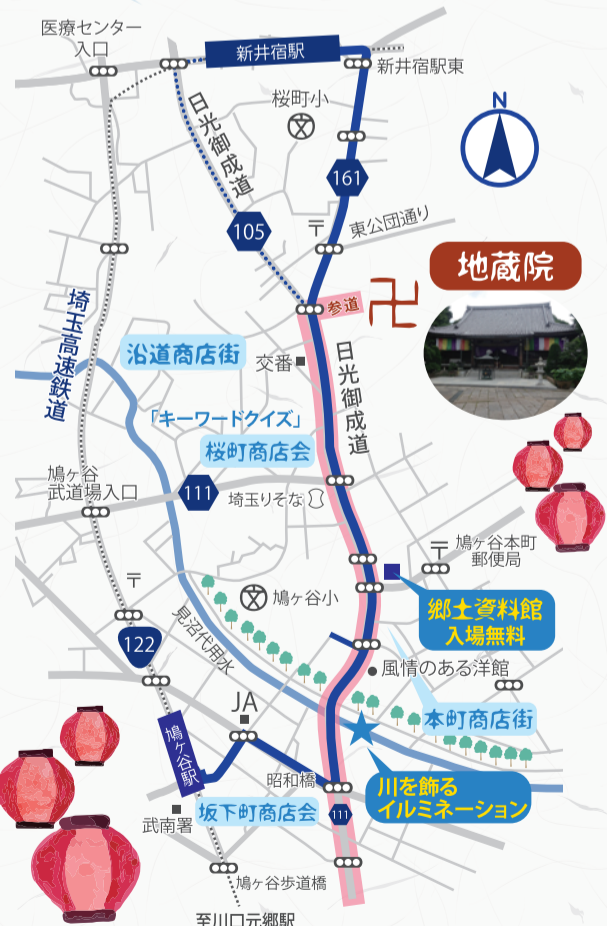 医療センター
入口
新井宿駅
新井宿駅東
桜町小
文
N
日光御成道
161
105
〒
東公団通り
地蔵院
参道
卍
埼玉高速鉄道
沿道商店街
交番
日光御成道
「キーワードクイズ」
桜町商店会
鳩ヶ谷
武道場入口
111
埼玉りそな
〒
鳩ヶ谷本町
郵便局
〒
文
鳩ヶ谷小
郷土資料館
入場無料
122
見沼代用水
風情のある洋館
JA
本町商店街
鳩ヶ谷駅
昭和橋
川を飾る
イルミネーション
武南署
坂下町商店会
111
鳩ヶ谷歩道橋
至川口元郷駅